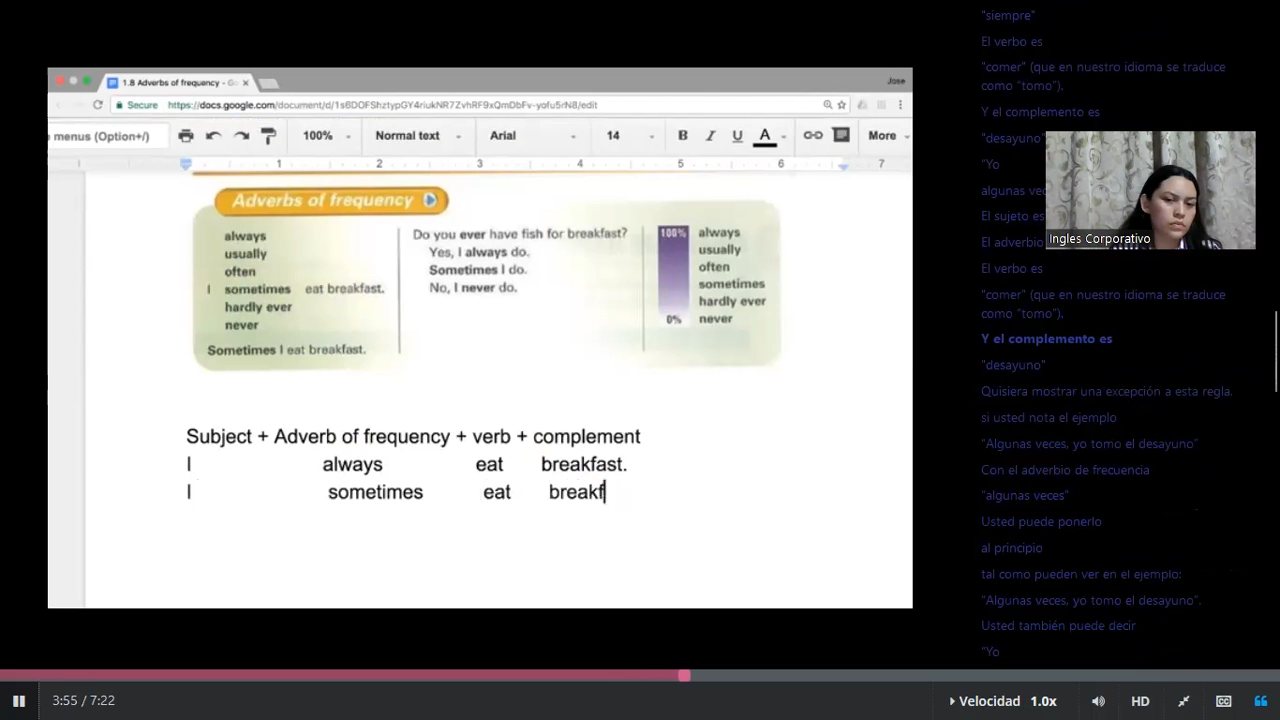 1.8 Adverbs of frequency - Go
Jose
Secure https://docs.google.com/document/d/1s6DOFShztypGY4riukNR7ZvhRF9xQmDbFv-yofu5rN8/edit
menus (Option+/) 100% Normal text Arial 14 B I U A More
1 2 3 4 5 6 7
Adverbs of frequency
always
usually
often
I sometimes eat breakfast.
hardly ever
never
Sometimes I eat breakfast.
Do you ever have fish for breakfast?
Yes, I always do.
Sometimes I do.
No, I never do.
100% always
usually
often
sometimes
hardly ever
0% never
Subject + Adverb of frequency + verb + complement
I always eat breakfast.
I sometimes eat breakf
"siempre"
El verbo es
"comer" (que en nuestro idioma se traduce
como "tomo").
Y el complemento es
"desayuno"
"Yo
algunas vec
El sujeto es
El adverbio
El verbo es
"comer" (que en nuestro idioma se traduce
como "tomo").
Y el complemento es
"desayuno"
Quisiera mostrar una excepción a esta regla.
si usted nota el ejemplo
"Algunas veces, yo tomo el desayuno"
Con el adverbio de frecuencia
"algunas veces"
Usted puede ponerlo
al principio
tal como pueden ver en el ejemplo:
"Algunas veces, yo tomo el desayuno".
Usted también puede decir
"Yo
Ingles Corporativo
3:55 / 7:22
Velocidad 1.0x HD CC